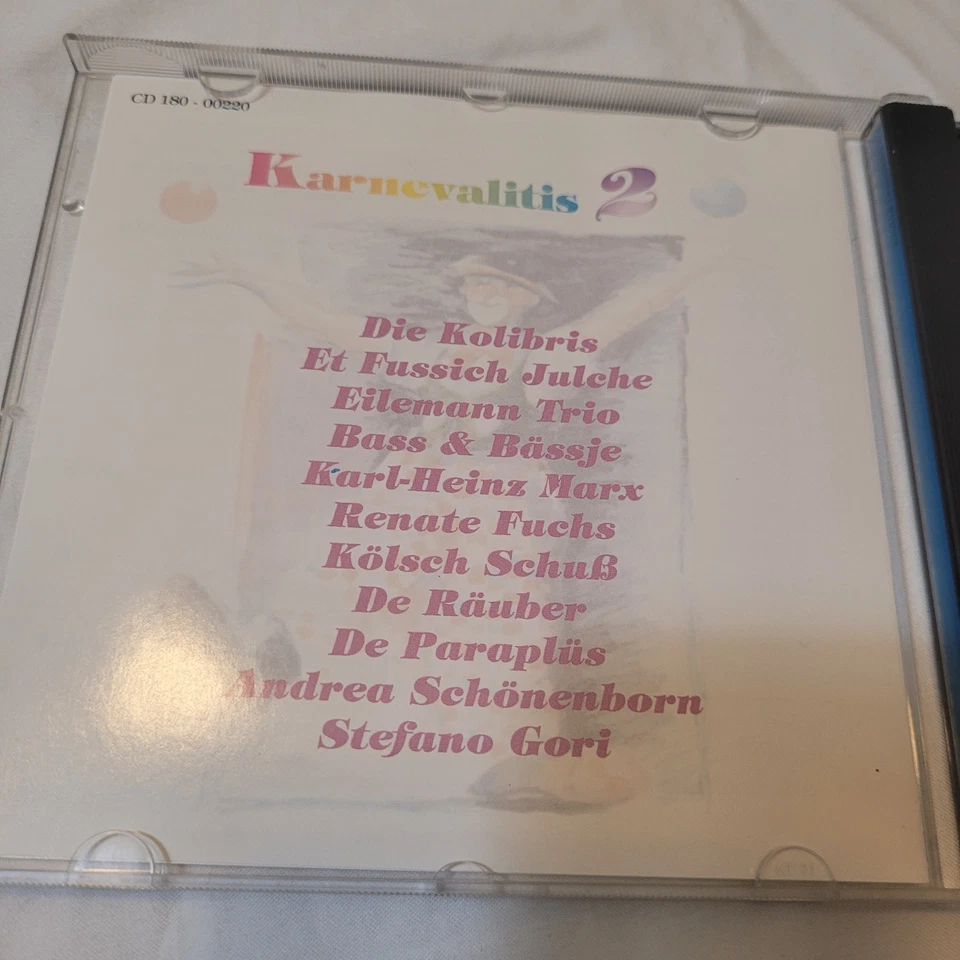 CD 180 - 00220
Karnevalitis 2
Die Kolibris
Et Fussich Julche
Eilemann Trio
Bass & Bässje
Karl-Heinz Marx
Renate Fuchs
Kölsch Schuß
De Räuber
De Paraplüs
Andrea Schönenborn
Stefano Gori